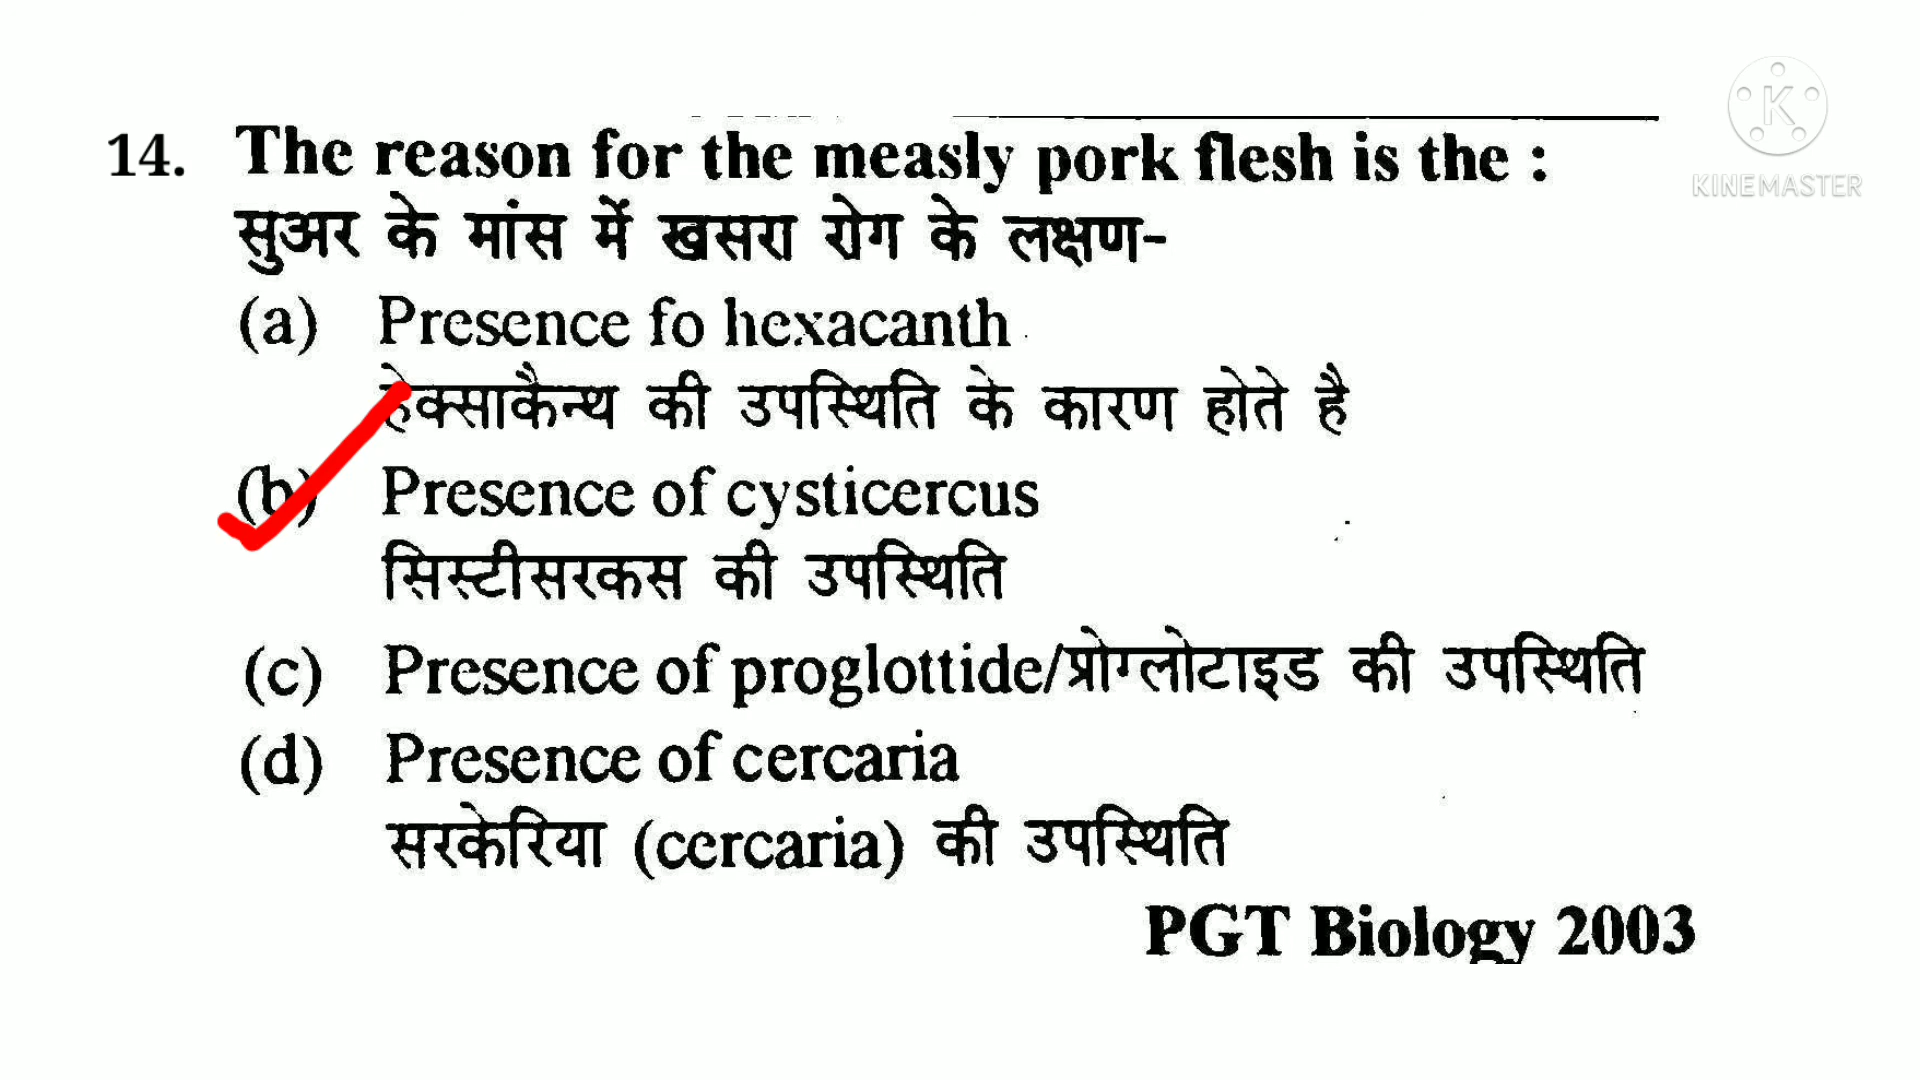 14. The reason for the measly pork flesh is the :
सुअर के मांस में खसरा रोग के लक्षण-
(a) Presence fo hexacanth
हेक्साकैन्थ की उपस्थिति के कारण होते है
(b) Presence of cysticercus
सिस्टीसरकस की उपस्थिति
(c) Presence of proglottide/प्रोग्लोटाइड की उपस्थिति
(d) Presence of cercaria
सरकेरिया (cercaria) की उपस्थिति
PGT Biology 2003
K
KINEMASTER